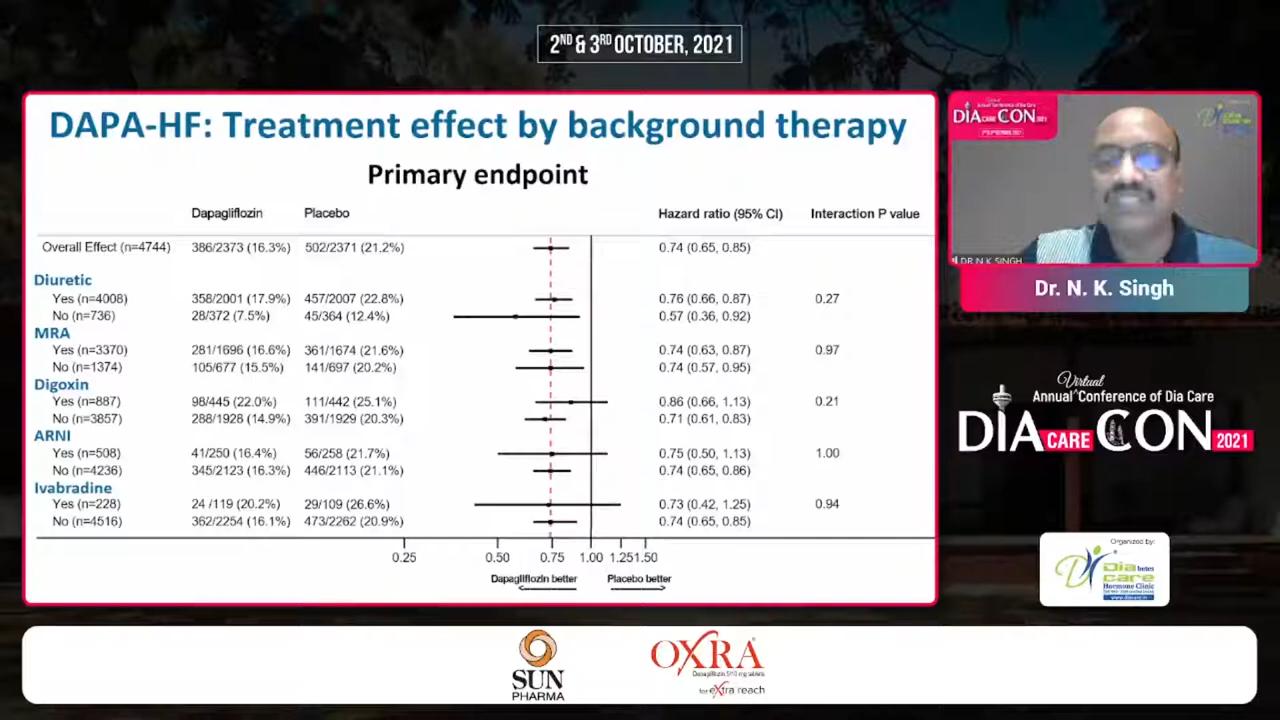 2ND & 3RD OCTOBER, 2021
DAPA-HF: Treatment effect by background therapy
Primary endpoint
Dapagliflozin Placebo Hazard ratio (95% CI) Interaction P value
Overall Effect (n=4744) 386/2373 (16.3%) 502/2371 (21.2%) 0.74 (0.65, 0.85)
Diuretic
Yes (n=4008) 358/2001 (17.9%) 457/2007 (22.8%) 0.76 (0.66, 0.87) 0.27
No (n=736) 28/372 (7.5%) 45/364 (12.4%) 0.57 (0.36, 0.92)
MRA
Yes (n=3370) 281/1696 (16.6%) 361/1674 (21.6%) 0.74 (0.63, 0.87) 0.97
No (n=1374) 105/677 (15.5%) 141/697 (20.2%) 0.74 (0.57, 0.95)
Digoxin
Yes (n=887) 98/445 (22.0%) 111/442 (25.1%) 0.86 (0.66, 1.13) 0.21
No (n=3857) 288/1928 (14.9%) 391/1929 (20.3%) 0.71 (0.61, 0.83)
ARNI
Yes (n=508) 41/250 (16.4%) 56/258 (21.7%) 0.75 (0.50, 1.13) 1.00
No (n=4236) 345/2123 (16.3%) 446/2113 (21.1%) 0.74 (0.65, 0.86)
Ivabradine
Yes (n=228) 24 /119 (20.2%) 29/109 (26.6%) 0.73 (0.42, 1.25) 0.94
No (n=4516) 362/2254 (16.1%) 473/2262 (20.9%) 0.74 (0.65, 0.85)
0.25 0.50 0.75 1.00 1.25 1.50
Dapagliflozin better Placebo better
DIA CARE CON 2021
DR N K SINGH
Dr. N. K. Singh
Virtual
Annual^Conference of Dia Care
DIA CARE CON 2021
Organized by:
Dia betes
care
Hormone Clinic
SUN
PHARMA
OXRA
Dapagliflozin 5/10 mg tablets
for eXtra reach